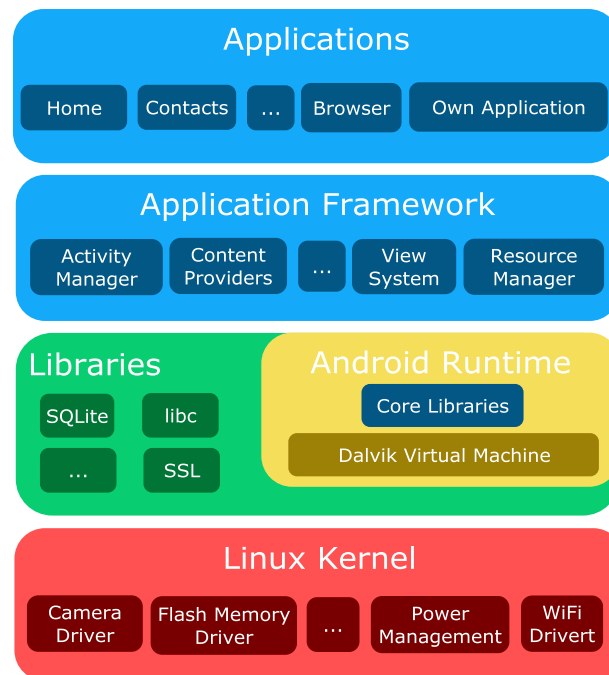 Applications
Home
Contacts
...
Browser
Own Application
Application Framework
Activity
Manager
Content
Providers
...
View
System
Resource
Manager
Libraries
SQLite
libc
...
SSL
Android Runtime
Core Libraries
Dalvik Virtual Machine
Linux Kernel
Camera
Driver
Flash Memory
Driver
...
Power
Management
WiFi
Drivert